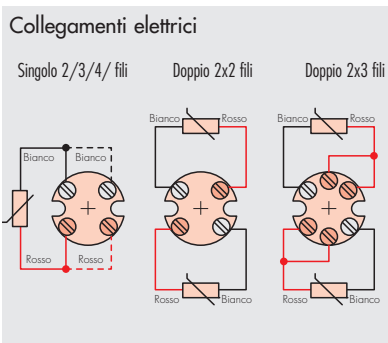 Collegamenti elettrici
Singolo 2/3/4/ fili
Doppio 2x2 fili
Doppio 2x3 fili
Bianco
Bianco
Rosso
Rosso
Bianco
Rosso
Rosso
Bianco
Bianco
Rosso
Rosso
Bianco